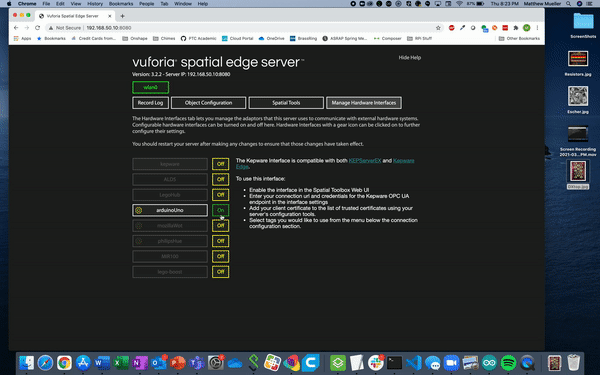 Chrome File Edit View History Bookmarks People Tab Window Help
67% Thu 8:23 PM Matthew Mueller
Vuforia Spatial Edge Server
Not Secure | 192.168.50.10:8080
Apps Bookmarks Credit Cards from... Onshape Chimes PTC Academic Cloud Portal OneDrive Brasseling ASRAP Spring Me... Composer Other Bookmarks
vuforia spatial edge server
Hide Help
Version: 3.2.2 - Server IP: 192.168.50.10:8080
wlan0
Record Log
Object Configuration
Spatial Tools
Manage Hardware Interfaces
The Hardware Interfaces tab lets you manage the adaptors that this server uses to communicate with external hardware systems.
Configurable hardware interfaces can be turned on and off here. Hardware Interfaces with a gear icon can be clicked on to further
configure their settings.
You should restart your server after making any changes to ensure that those changes have taken effect.
kepware Off
Off
LegoHub Off
arduinoUno On
Off
philipsHue Off
MIR100 Off
lego-boost Off
The Kepware Interface is compatible with both KEPServerEX and Kepware
Edge.
To use this interface:
Enable the interface in the Spatial Toolbox Web UI
Enter your connection url and credentials for the Kepware OPC UA
endpoint in the interface settings
Add your client certificate to the list of trusted certificates using your
server's configuration tools.
Select tags you would like to use from the menu below the connection
configuration section.
ScreenShots
Resistors.jpg
Escher.jpg
Screen Recording
2021-03...PM.mov